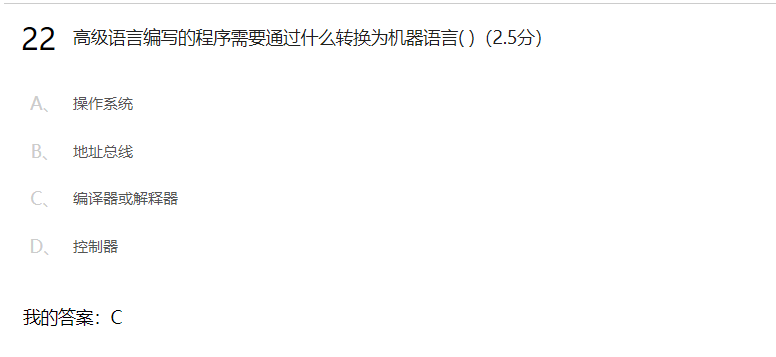 22 高级语言编写的程序需要通过什么转换为机器语言( )（2.5分）
A、 操作系统
B、 地址总线
C、 编译器或解释器
D、 控制器
我的答案：C